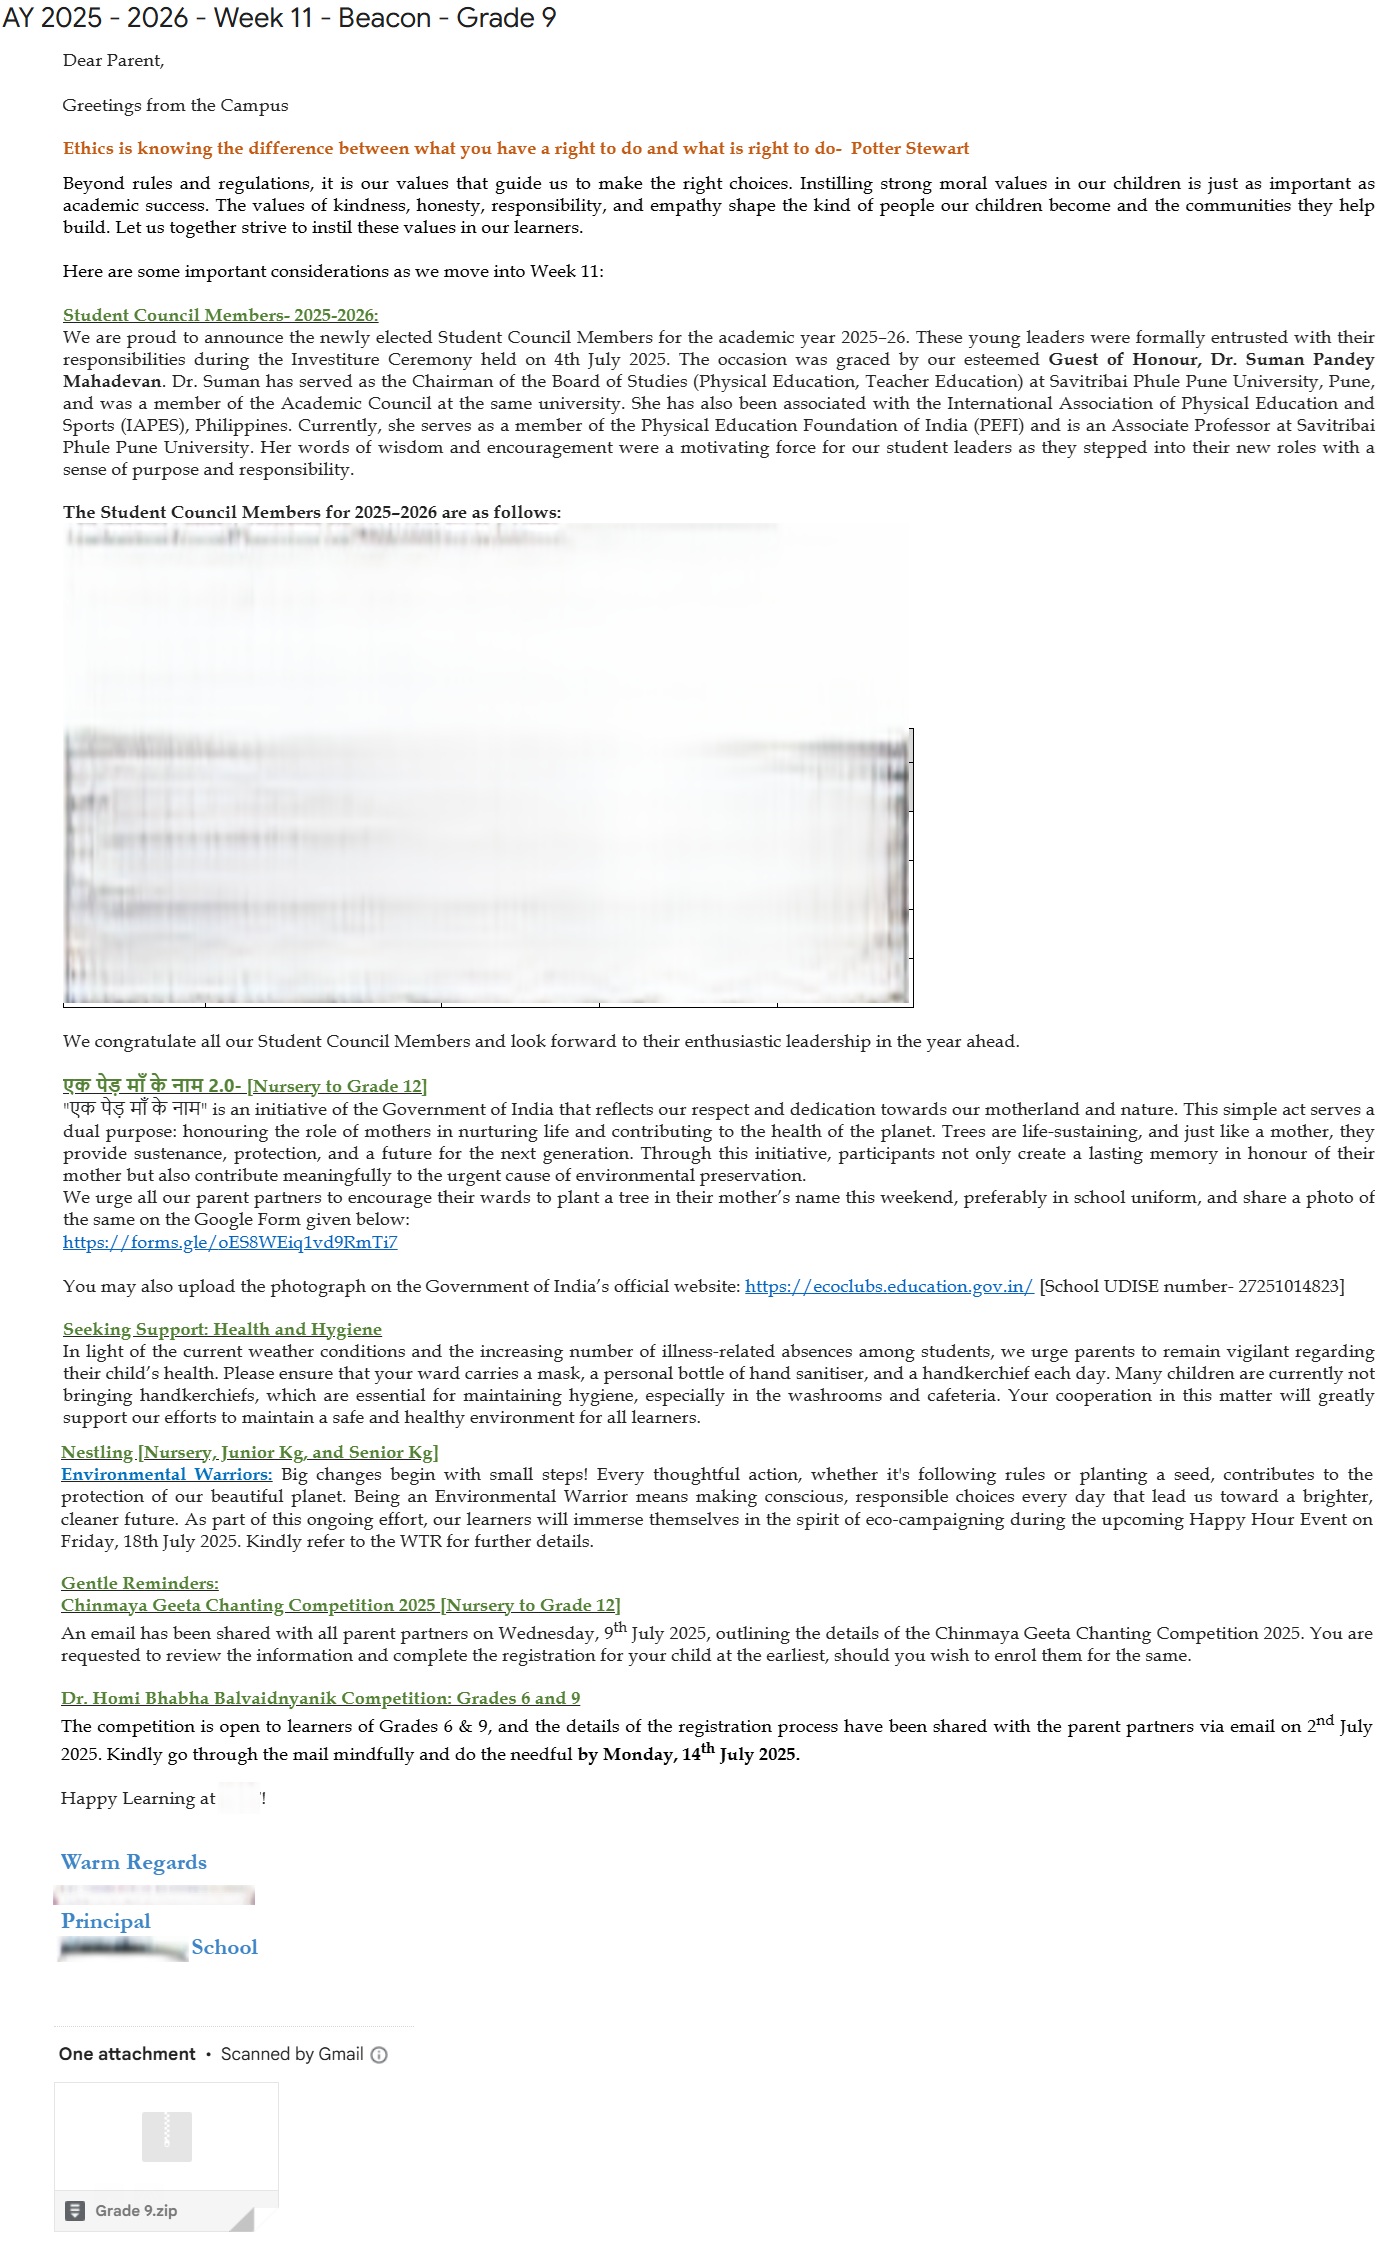 AY 2025 - 2026 - Week 11 - Beacon - Grade 9
Dear Parent,
Greetings from the Campus
Ethics is knowing the difference between what you have a right to do and what is right to do-  Potter Stewart
Beyond rules and regulations, it is our values that guide us to make the right choices. Instilling strong moral values in our children is just as important as
academic success. The values of kindness, honesty, responsibility, and empathy shape the kind of people our children become and the communities they help
build. Let us together strive to instil these values in our learners.
Here are some important considerations as we move into Week 11:
Student Council Members- 2025-2026:
We are proud to announce the newly elected Student Council Members for the academic year 2025–26. These young leaders were formally entrusted with their
responsibilities during the Investiture Ceremony held on 4th July 2025. The occasion was graced by our esteemed Guest of Honour, Dr. Suman Pandey
Mahadevan. Dr. Suman has served as the Chairman of the Board of Studies (Physical Education, Teacher Education) at Savitribai Phule Pune University, Pune,
and was a member of the Academic Council at the same university. She has also been associated with the International Association of Physical Education and
Sports (IAPES), Philippines. Currently, she serves as a member of the Physical Education Foundation of India (PEFI) and is an Associate Professor at Savitribai
Phule Pune University. Her words of wisdom and encouragement were a motivating force for our student leaders as they stepped into their new roles with a
sense of purpose and responsibility.
The Student Council Members for 2025–2026 are as follows:
We congratulate all our Student Council Members and look forward to their enthusiastic leadership in the year ahead.
एक पेड़ माँ के नाम 2.0- [Nursery to Grade 12]
"एक पेड़ माँ के नाम" is an initiative of the Government of India that reflects our respect and dedication towards our motherland and nature. This simple act serves a
dual purpose: honouring the role of mothers in nurturing life and contributing to the health of the planet. Trees are life-sustaining, and just like a mother, they
provide sustenance, protection, and a future for the next generation. Through this initiative, participants not only create a lasting memory in honour of their
mother but also contribute meaningfully to the urgent cause of environmental preservation.
We urge all our parent partners to encourage their wards to plant a tree in their mother’s name this weekend, preferably in school uniform, and share a photo of
the same on the Google Form given below:
https://forms.gle/oES8WEiq1vd9RmTi7
You may also upload the photograph on the Government of India’s official website: https://ecoclubs.education.gov.in/ [School UDISE number- 27251014823]
Seeking Support: Health and Hygiene
In light of the current weather conditions and the increasing number of illness-related absences among students, we urge parents to remain vigilant regarding
their child’s health. Please ensure that your ward carries a mask, a personal bottle of hand sanitiser, and a handkerchief each day. Many children are currently not
bringing handkerchiefs, which are essential for maintaining hygiene, especially in the washrooms and cafeteria. Your cooperation in this matter will greatly
support our efforts to maintain a safe and healthy environment for all learners.
Nestling [Nursery, Junior Kg, and Senior Kg]
Environmental Warriors: Big changes begin with small steps! Every thoughtful action, whether it's following rules or planting a seed, contributes to the
protection of our beautiful planet. Being an Environmental Warrior means making conscious, responsible choices every day that lead us toward a brighter,
cleaner future. As part of this ongoing effort, our learners will immerse themselves in the spirit of eco-campaigning during the upcoming Happy Hour Event on
Friday, 18th July 2025. Kindly refer to the WTR for further details.
Gentle Reminders:
Chinmaya Geeta Chanting Competition 2025 [Nursery to Grade 12]
An email has been shared with all parent partners on Wednesday, 9th July 2025, outlining the details of the Chinmaya Geeta Chanting Competition 2025. You are
requested to review the information and complete the registration for your child at the earliest, should you wish to enrol them for the same.
Dr. Homi Bhabha Balvaidnyanik Competition: Grades 6 and 9
The competition is open to learners of Grades 6 & 9, and the details of the registration process have been shared with the parent partners via email on 2nd July
2025. Kindly go through the mail mindfully and do the needful by Monday, 14th July 2025.
Happy Learning at !
Warm Regards
Principal
School
One attachment • Scanned by Gmail
Grade 9.zip